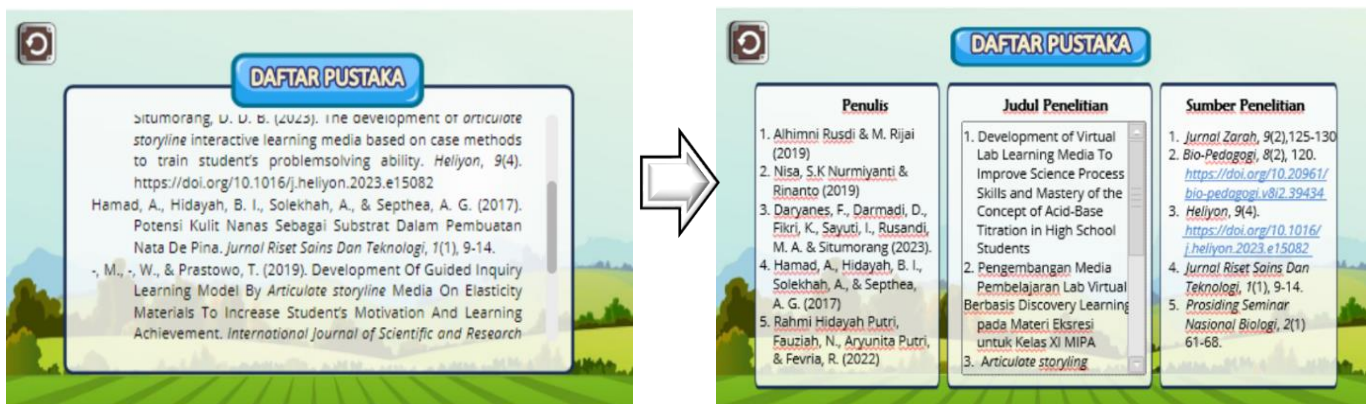 DAFTAR PUSTAKA
Situmorang, D. D. B. (2023). The development of articulate
storyline interactive learning media based on case methods
to train student's problemsolving ability. Heliyon, 9(4).
https://doi.org/10.1016/j.heliyon.2023.e15082
Hamad, A., Hidayah, B. I., Solekhah, A., & Septhea, A. G. (2017).
Potensi Kulit Nanas Sebagai Substrat Dalam Pembuatan
Nata De Pina. Jurnal Riset Sains Dan Teknologi, 1(1), 9-14.
-, M., -, W., & Prastowo, T. (2019). Development Of Guided Inquiry
Learning Model By Articulate storyline Media On Elasticity
Materials To Increase Student's Motivation And Learning
Achievement. International Journal of Scientific and Research
DAFTAR PUSTAKA
Penulis
1. Alhimni Rusdi & M. Rijai
(2019)
2. Nisa, S.K Nurmiyanti &
Rinanto (2019)
3. Daryanes, F., Darmadi, D.,
Fikri, K., Sayuti, I., Rusandi,
M. A. & Situmorang (2023).
4. Hamad, A., Hidayah, B. I.,
Solekhah, A., & Septhea,
A. G. (2017)
5. Rahmi Hidayah Putri,
Fauziah, N., Aryunita Putri,
& Fevria, R. (2022)
Judul Penelitian
1. Development of Virtual
Lab Learning Media To
Improve Science Process
Skills and Mastery of the
Concept of Acid-Base
Titration in High School
Students
2. Pengembangan Media
Pembelajaran Lab Virtual
Berbasis Discovery Learning
pada Materi Eksresi
untuk Kelas XI MIPA
3. Articulate storyling
Sumber Penelitian
1. Jurnal Zarah, 9(2),125-130
2. Bio-Pedagogi, 8(2), 120.
https://doi.org/10.20961/
bio-pedagogi.v8i2.39434
3. Heliyon, 9(4).
https://doi.org/10.1016/
j.heliyon.2023.e15082
4. Jurnal Riset Sains Dan
Teknologi, 1(1), 9-14.
5. Prosiding Seminar
Nasional Biologi, 2(1)
61-68.